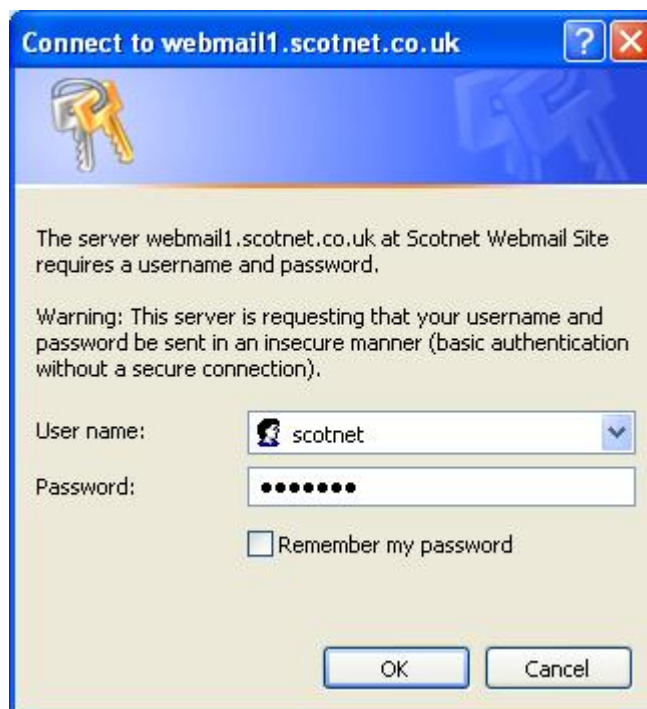 Connect to webmail1.scotnet.co.uk
The server webmail1.scotnet.co.uk at Scotnet Webmail Site
requires a username and password.
Warning: This server is requesting that your username and
password be sent in an insecure manner (basic authentication
without a secure connection).
User name: scotnet
Password: •••••••
Remember my password
OK Cancel